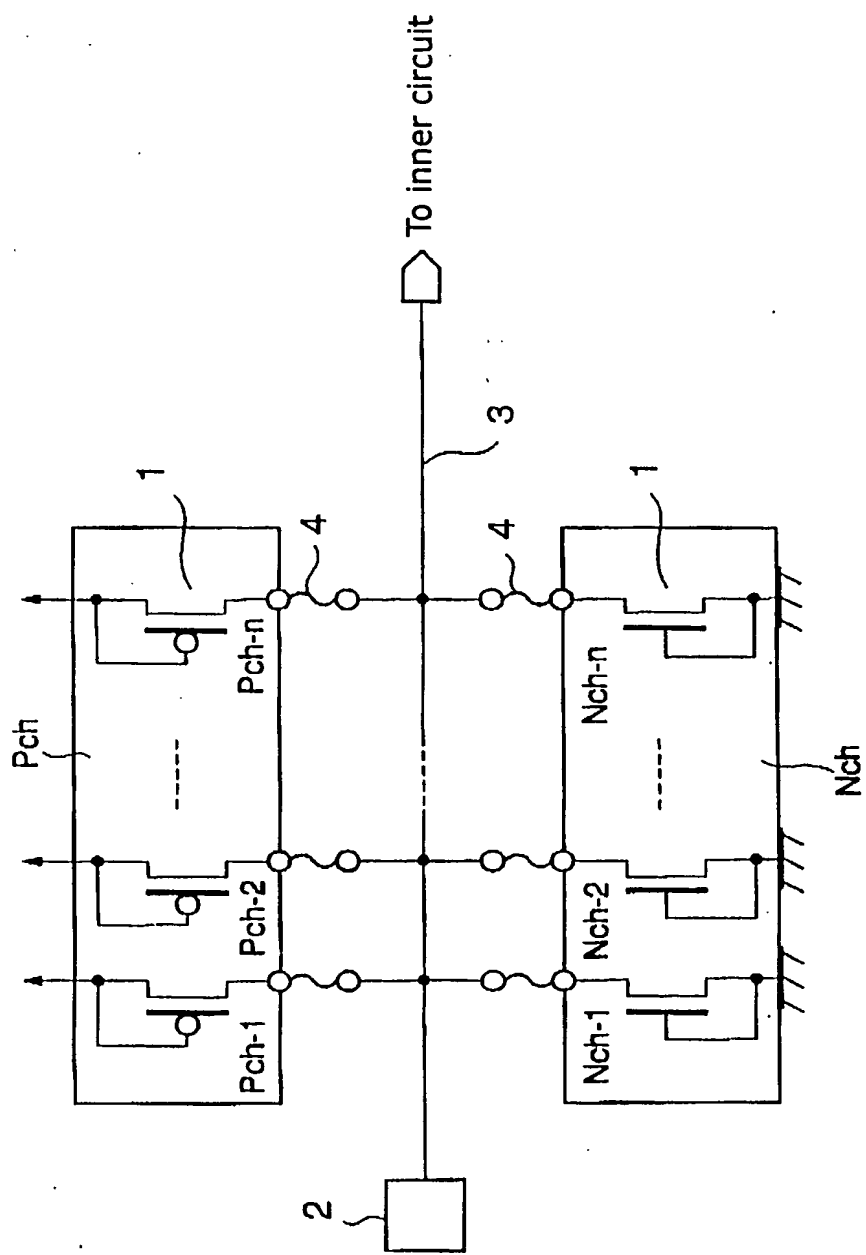 Pch
1
Pch-1
Pch-2
-----
Pch-n
4
2
3
To inner circuit
4
Nch-1
Nch-2
-----
Nch-n
1
Nch